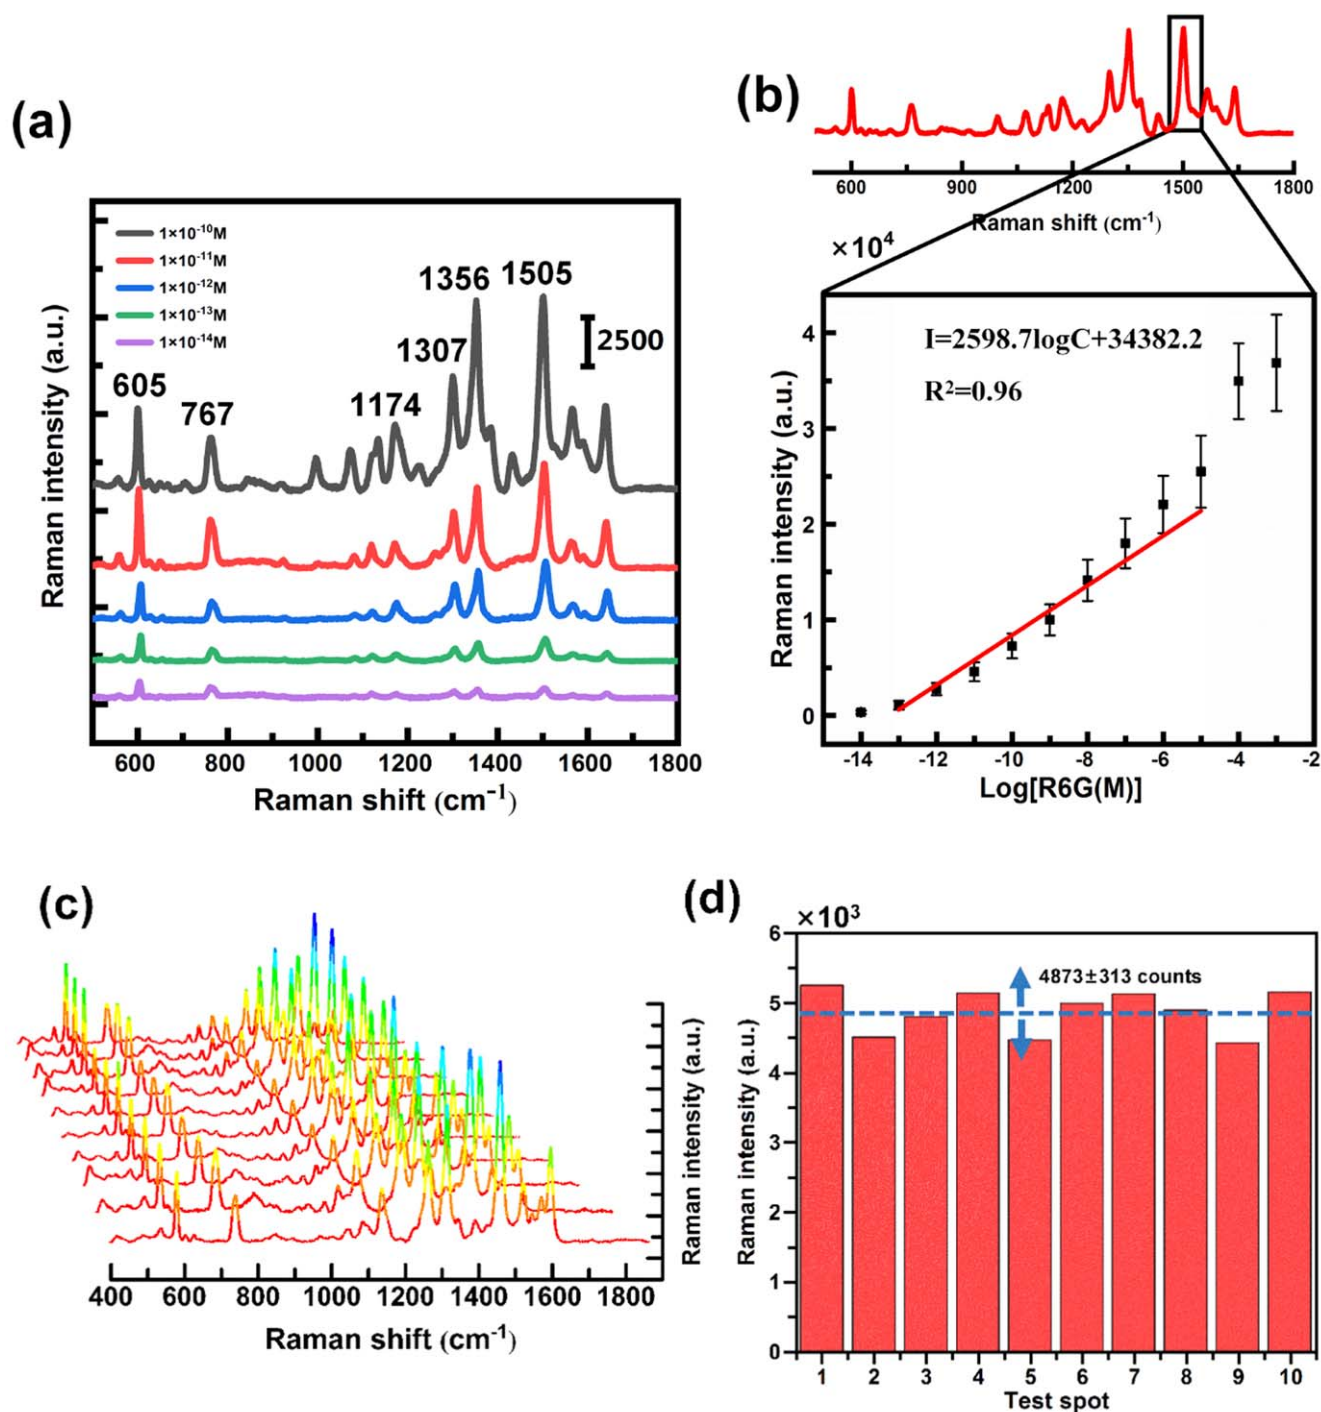 (a)
1×10⁻¹⁰M
1×10⁻¹¹M
1×10⁻¹²M
1×10⁻¹³M
1×10⁻¹⁴M
605
767
1174
1307
1356
1505
2500
Raman intensity (a.u.)
600 800 1000 1200 1400 1600 1800
Raman shift (cm⁻¹)
(b)
600 900 1200 1500 1800
Raman shift (cm⁻¹)
×10⁴
I=2598.7logC+34382.2
R²=0.96
4
3
2
1
0
Raman intensity (a.u.)
-14 -12 -10 -8 -6 -4 -2
Log[R6G(M)]
(c)
Raman intensity (a.u.)
400 600 800 1000 1200 1400 1600 1800
Raman shift (cm⁻¹)
(d)
×10³
4873±313 counts
6
5
4
3
2
1
0
Raman intensity (a.u.)
1 2 3 4 5 6 7 8 9 10
Test spot